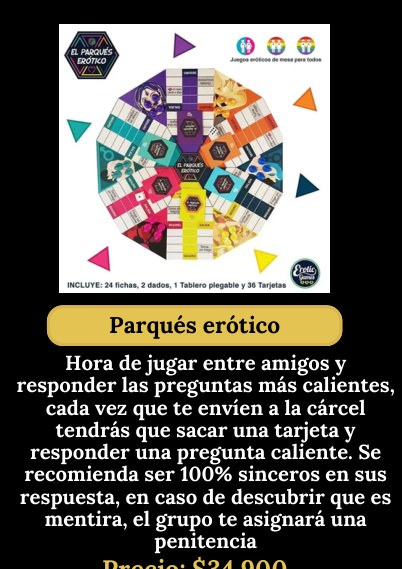 EL PARQUÉS
ERÓTICO
Juegos eróticos de mesa para todos
EL PARQUÉS
ERÓTICO
Erotic
Games
INCLUYE: 24 fichas, 2 dados, 1 Tablero plegable y 36 Tarjetas
Parqués erótico
Hora de jugar entre amigos y
responder las preguntas más calientes,
cada vez que te envíen a la cárcel
tendrás que sacar una tarjeta y
responder una pregunta caliente. Se
recomienda ser 100% sinceros en sus
respuesta, en caso de descubrir que es
mentira, el grupo te asignará una
penitencia
Precio: $34.900